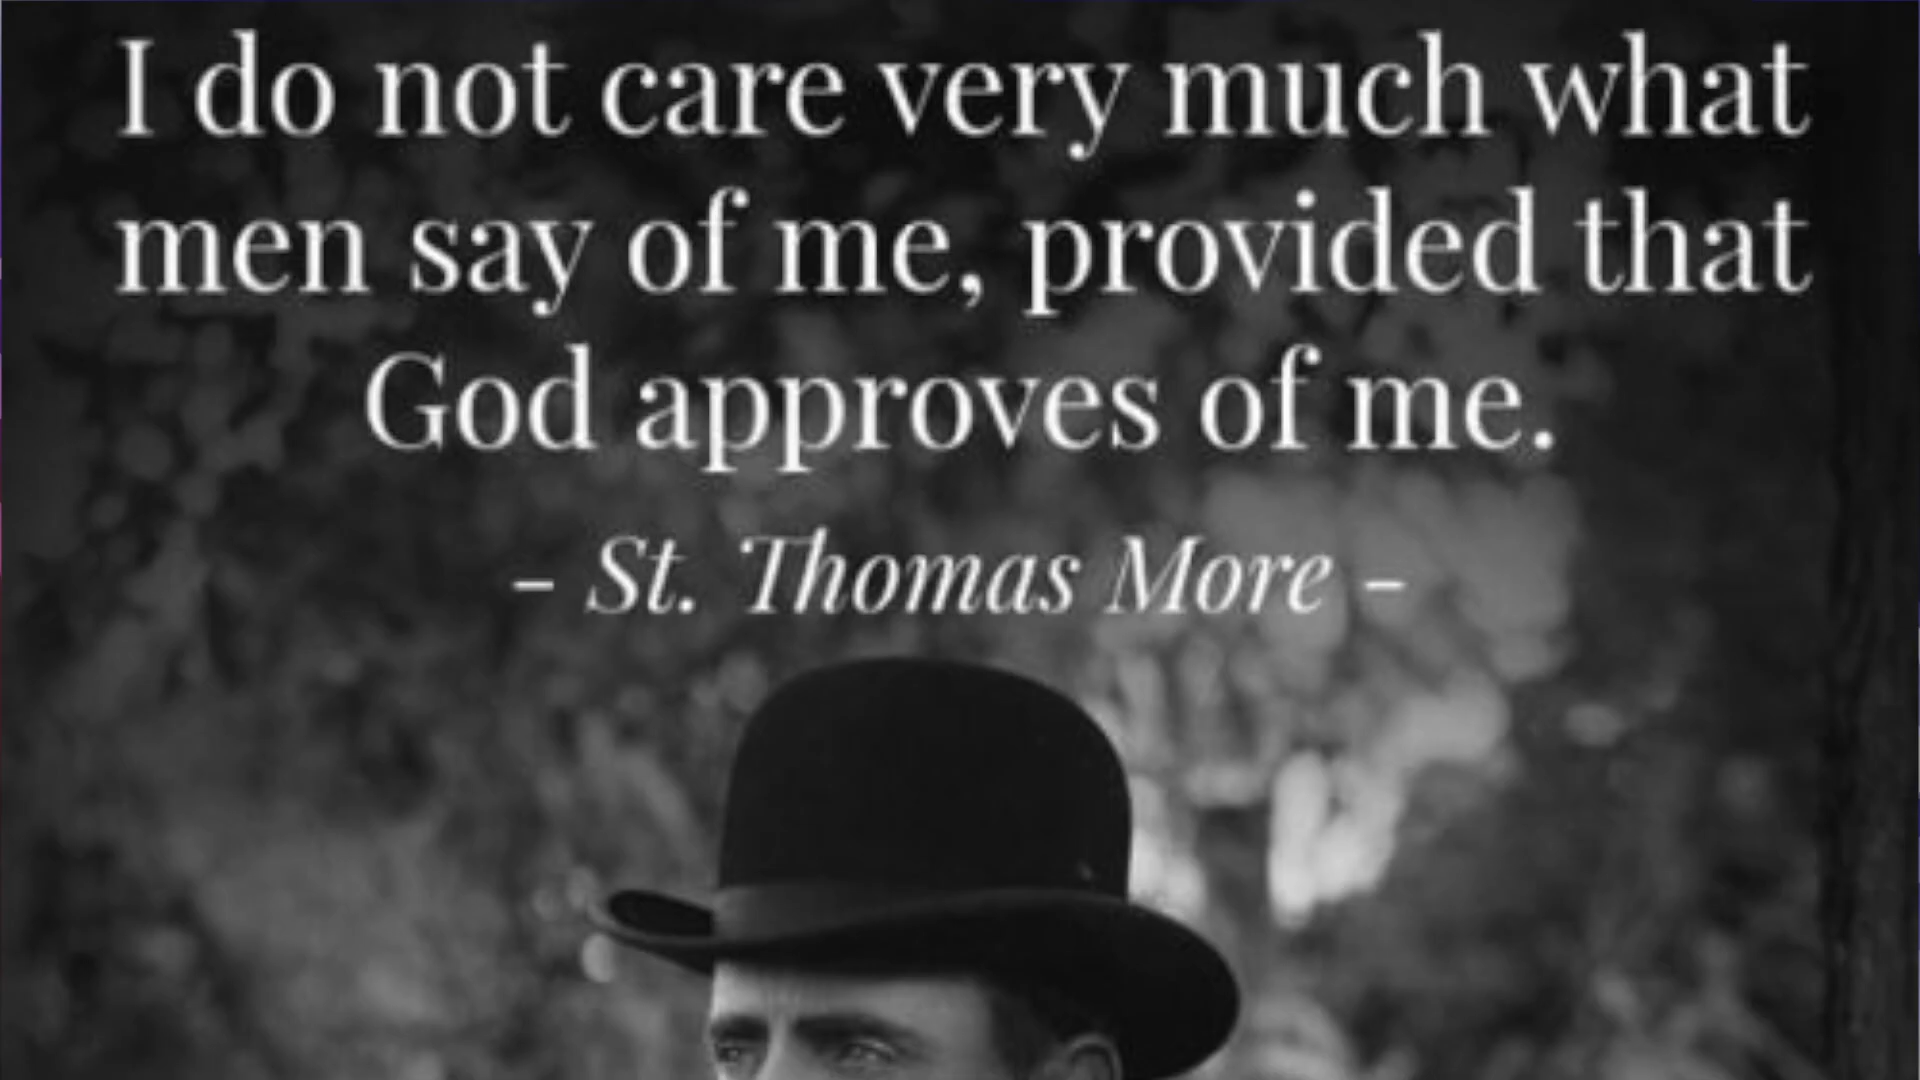 I do not care very much what
men say of me, provided that
God approves of me.
- St. Thomas More -